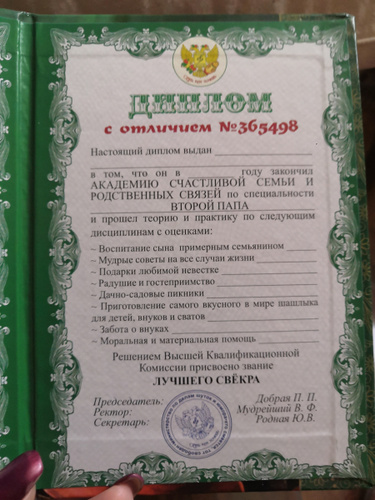 ДИПЛОМ
с отличием №365498
Настоящий диплом выдан
в том, что он в ________ году закончил
АКАДЕМИЮ СЧАСТЛИВОЙ СЕМЬИ И
РОДСТВЕННЫХ СВЯЗЕЙ по специальности
ВТОРОЙ ПАПА
и прошел теорию и практику по следующим
дисциплинам с оценками:
– Воспитание сына примерным семьянином
– Мудрые советы на все случаи жизни
– Подарки любимой невестке
– Радушие и гостеприимство
– Дачно-садовые пикники
– Приготовление самого вкусного в мире шашлыка
для детей, внуков и сватов
– Забота о внуках
– Моральная и материальная помощь
Решением Высшей Квалификационной
Комиссии присвоено звание
ЛУЧШЕГО СВЁКРА
Председатель: Добрая П. П.
Ректор: Мудрейший В. Ф.
Секретарь: Родная Ю.В.